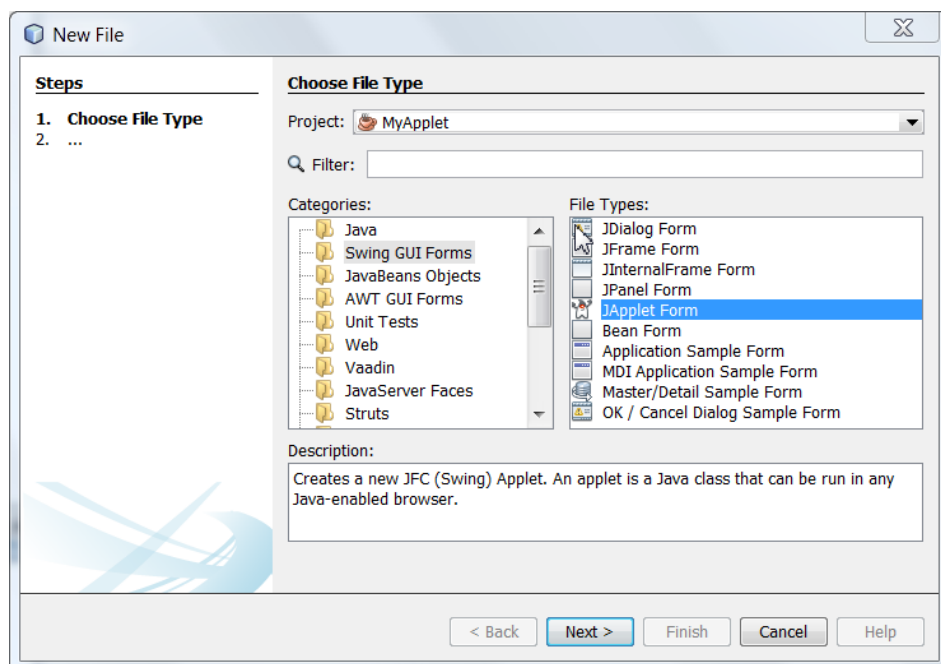 New File
Steps
1. Choose File Type
2. ...
Choose File Type
Project: MyApplet
Filter:
Categories:
Java
Swing GUI Forms
JavaBeans Objects
AWT GUI Forms
Unit Tests
Web
Vaadin
JavaServer Faces
Struts
File Types:
JDialog Form
JFrame Form
JInternalFrame Form
JPanel Form
JApplet Form
Bean Form
Application Sample Form
MDI Application Sample Form
Master/Detail Sample Form
OK / Cancel Dialog Sample Form
Description:
Creates a new JFC (Swing) Applet. An applet is a Java class that can be run in any
Java-enabled browser.
< Back Next > Finish Cancel Help